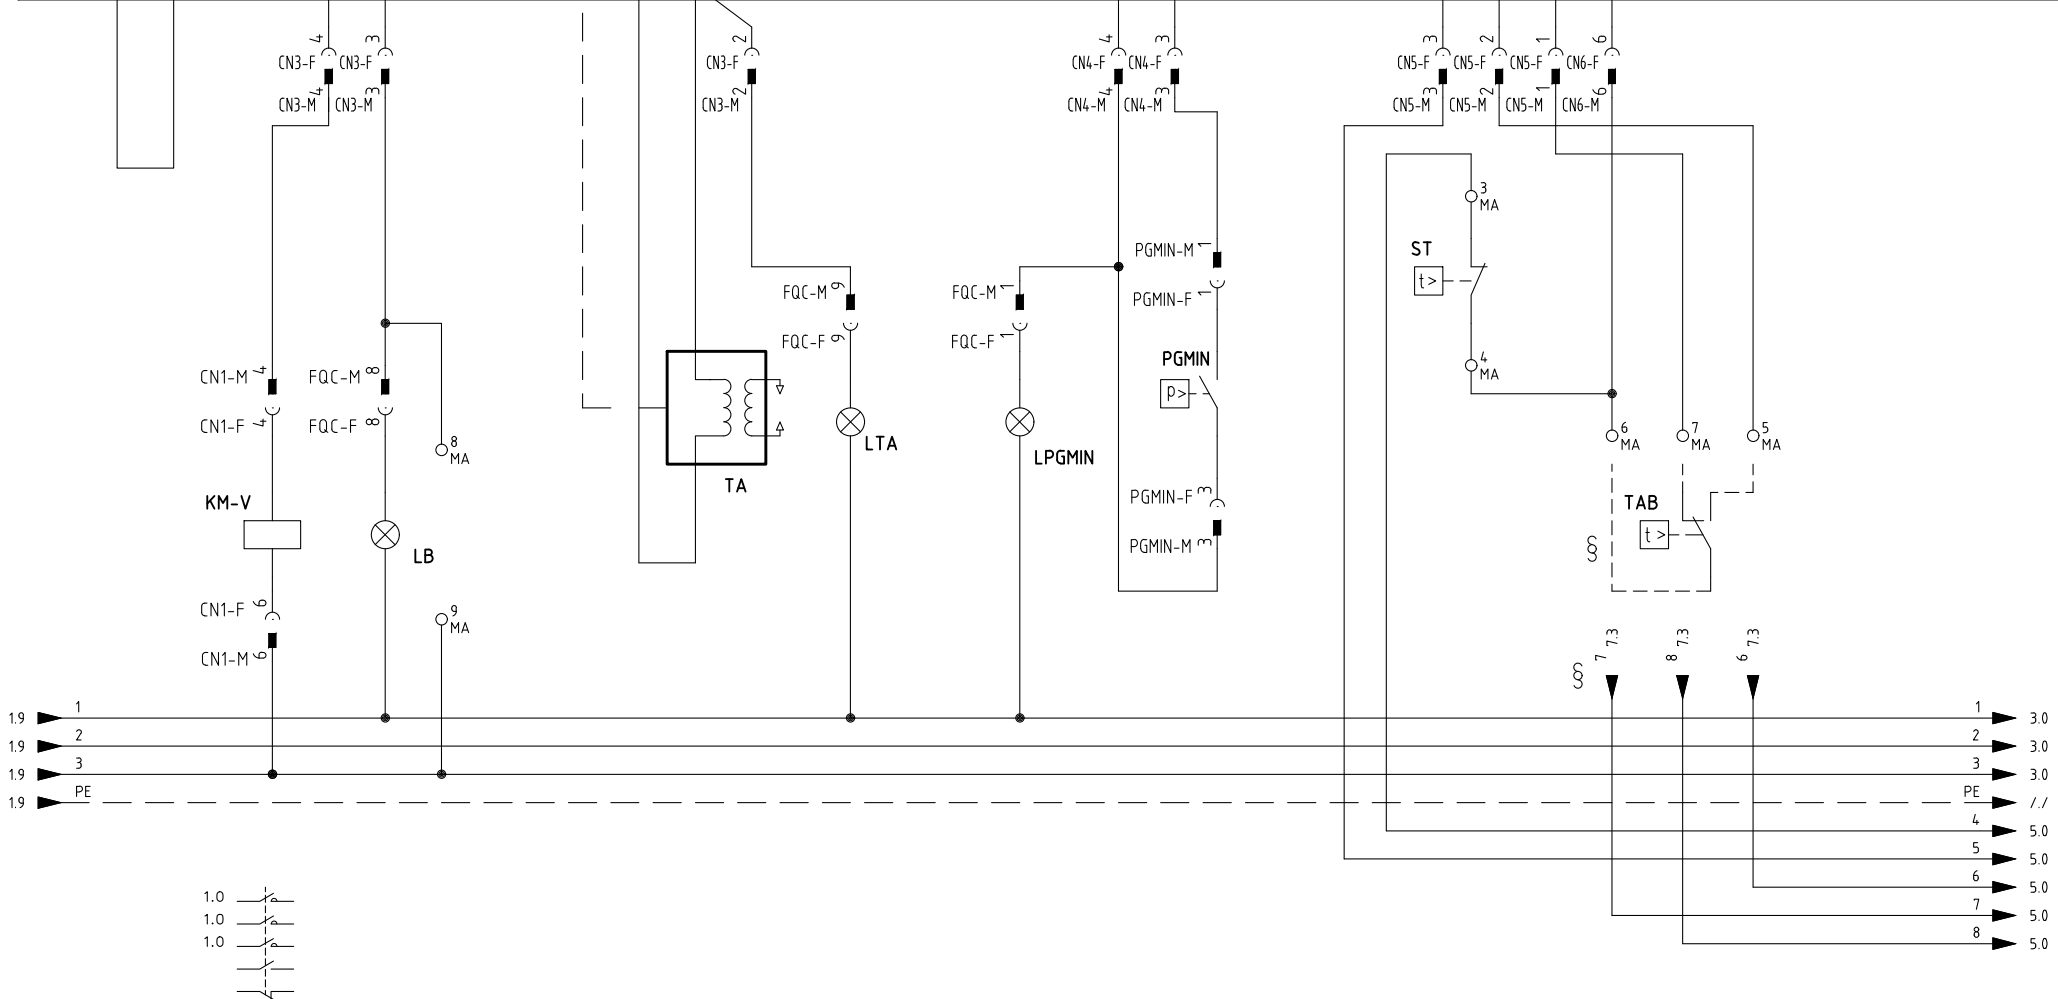 4 3 2 4 3 3 2 1 6
CN3-F CN3-F CN3-F CN4-F CN4-F CN5-F CN5-F CN5-F CN6-F
4 3 2 4 3 3 2 1 6
CN3-M CN3-M CN3-M CN4-M CN4-M CN5-M CN5-M CN5-M CN6-M
3
MA
PGMIN-M 1
ST
t>
FQC-M 9
FQC-M 1
PGMIN-F 1
FQC-F 9
FQC-F 1
PGMIN
4
MA
CN1-M 4
FQC-M 8
p>
CN1-F 4
FQC-F 8
LTA
LPGMIN
8
MA
6
MA
7
MA
5
MA
TA
KM-V
PGMIN-F 3
TAB
t>
§
LB
PGMIN-M 3
CN1-F 6
9
MA
CN1-M 6
7.3 7.3 7.3
7 8 6
§
1.9 1 1 3.0
1.9 2 2 3.0
1.9 3 3 3.0
1.9 PE PE /./
4 5.0
5 5.0
6 5.0
7 5.0
8 5.0
1.0
1.0
1.0